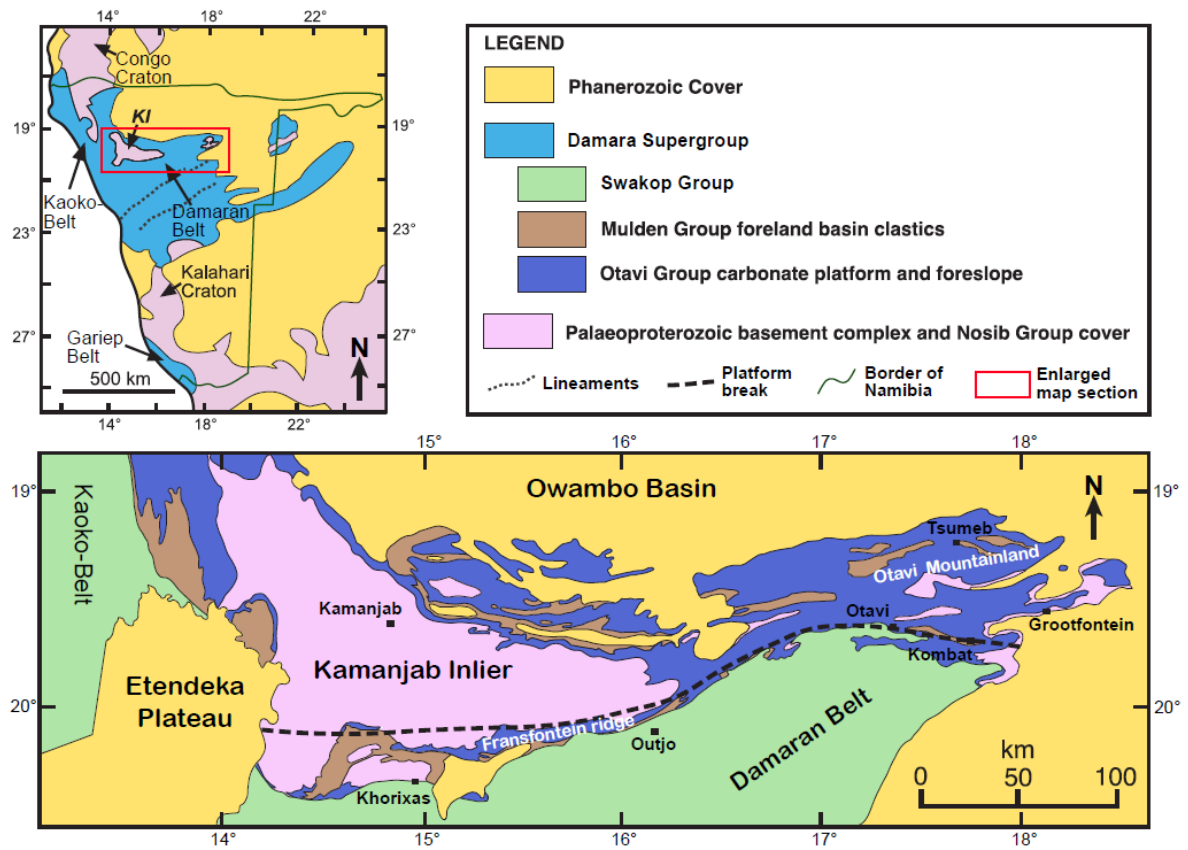 14°
18°
22°
Congo
Craton
KI
19°
19°
Kaoko-
Belt
Damaran
Belt
23°
23°
Kalahari
Craton
27°
27°
Gariep
Belt
N
500 km
14°
18°
22°
LEGEND
Phanerozoic Cover
Damara Supergroup
Swakop Group
Mulden Group foreland basin clastics
Otavi Group carbonate platform and foreslope
Palaeoproterozoic basement complex and Nosib Group cover
Lineaments
Platform
break
Border of
Namibia
Enlarged
map section
15°
16°
17°
18°
19°
19°
Kaoko-Belt
Owambo Basin
N
Tsumeb
Otavi Mountainland
Kamanjab
Otavi
Grootfontein
Kombat
Kamanjab Inlier
Etendeka
Plateau
20°
20°
Fransfontein ridge
Outjo
Damaran Belt
Khorixas
km
0 50 100
14°
15°
16°
17°
18°